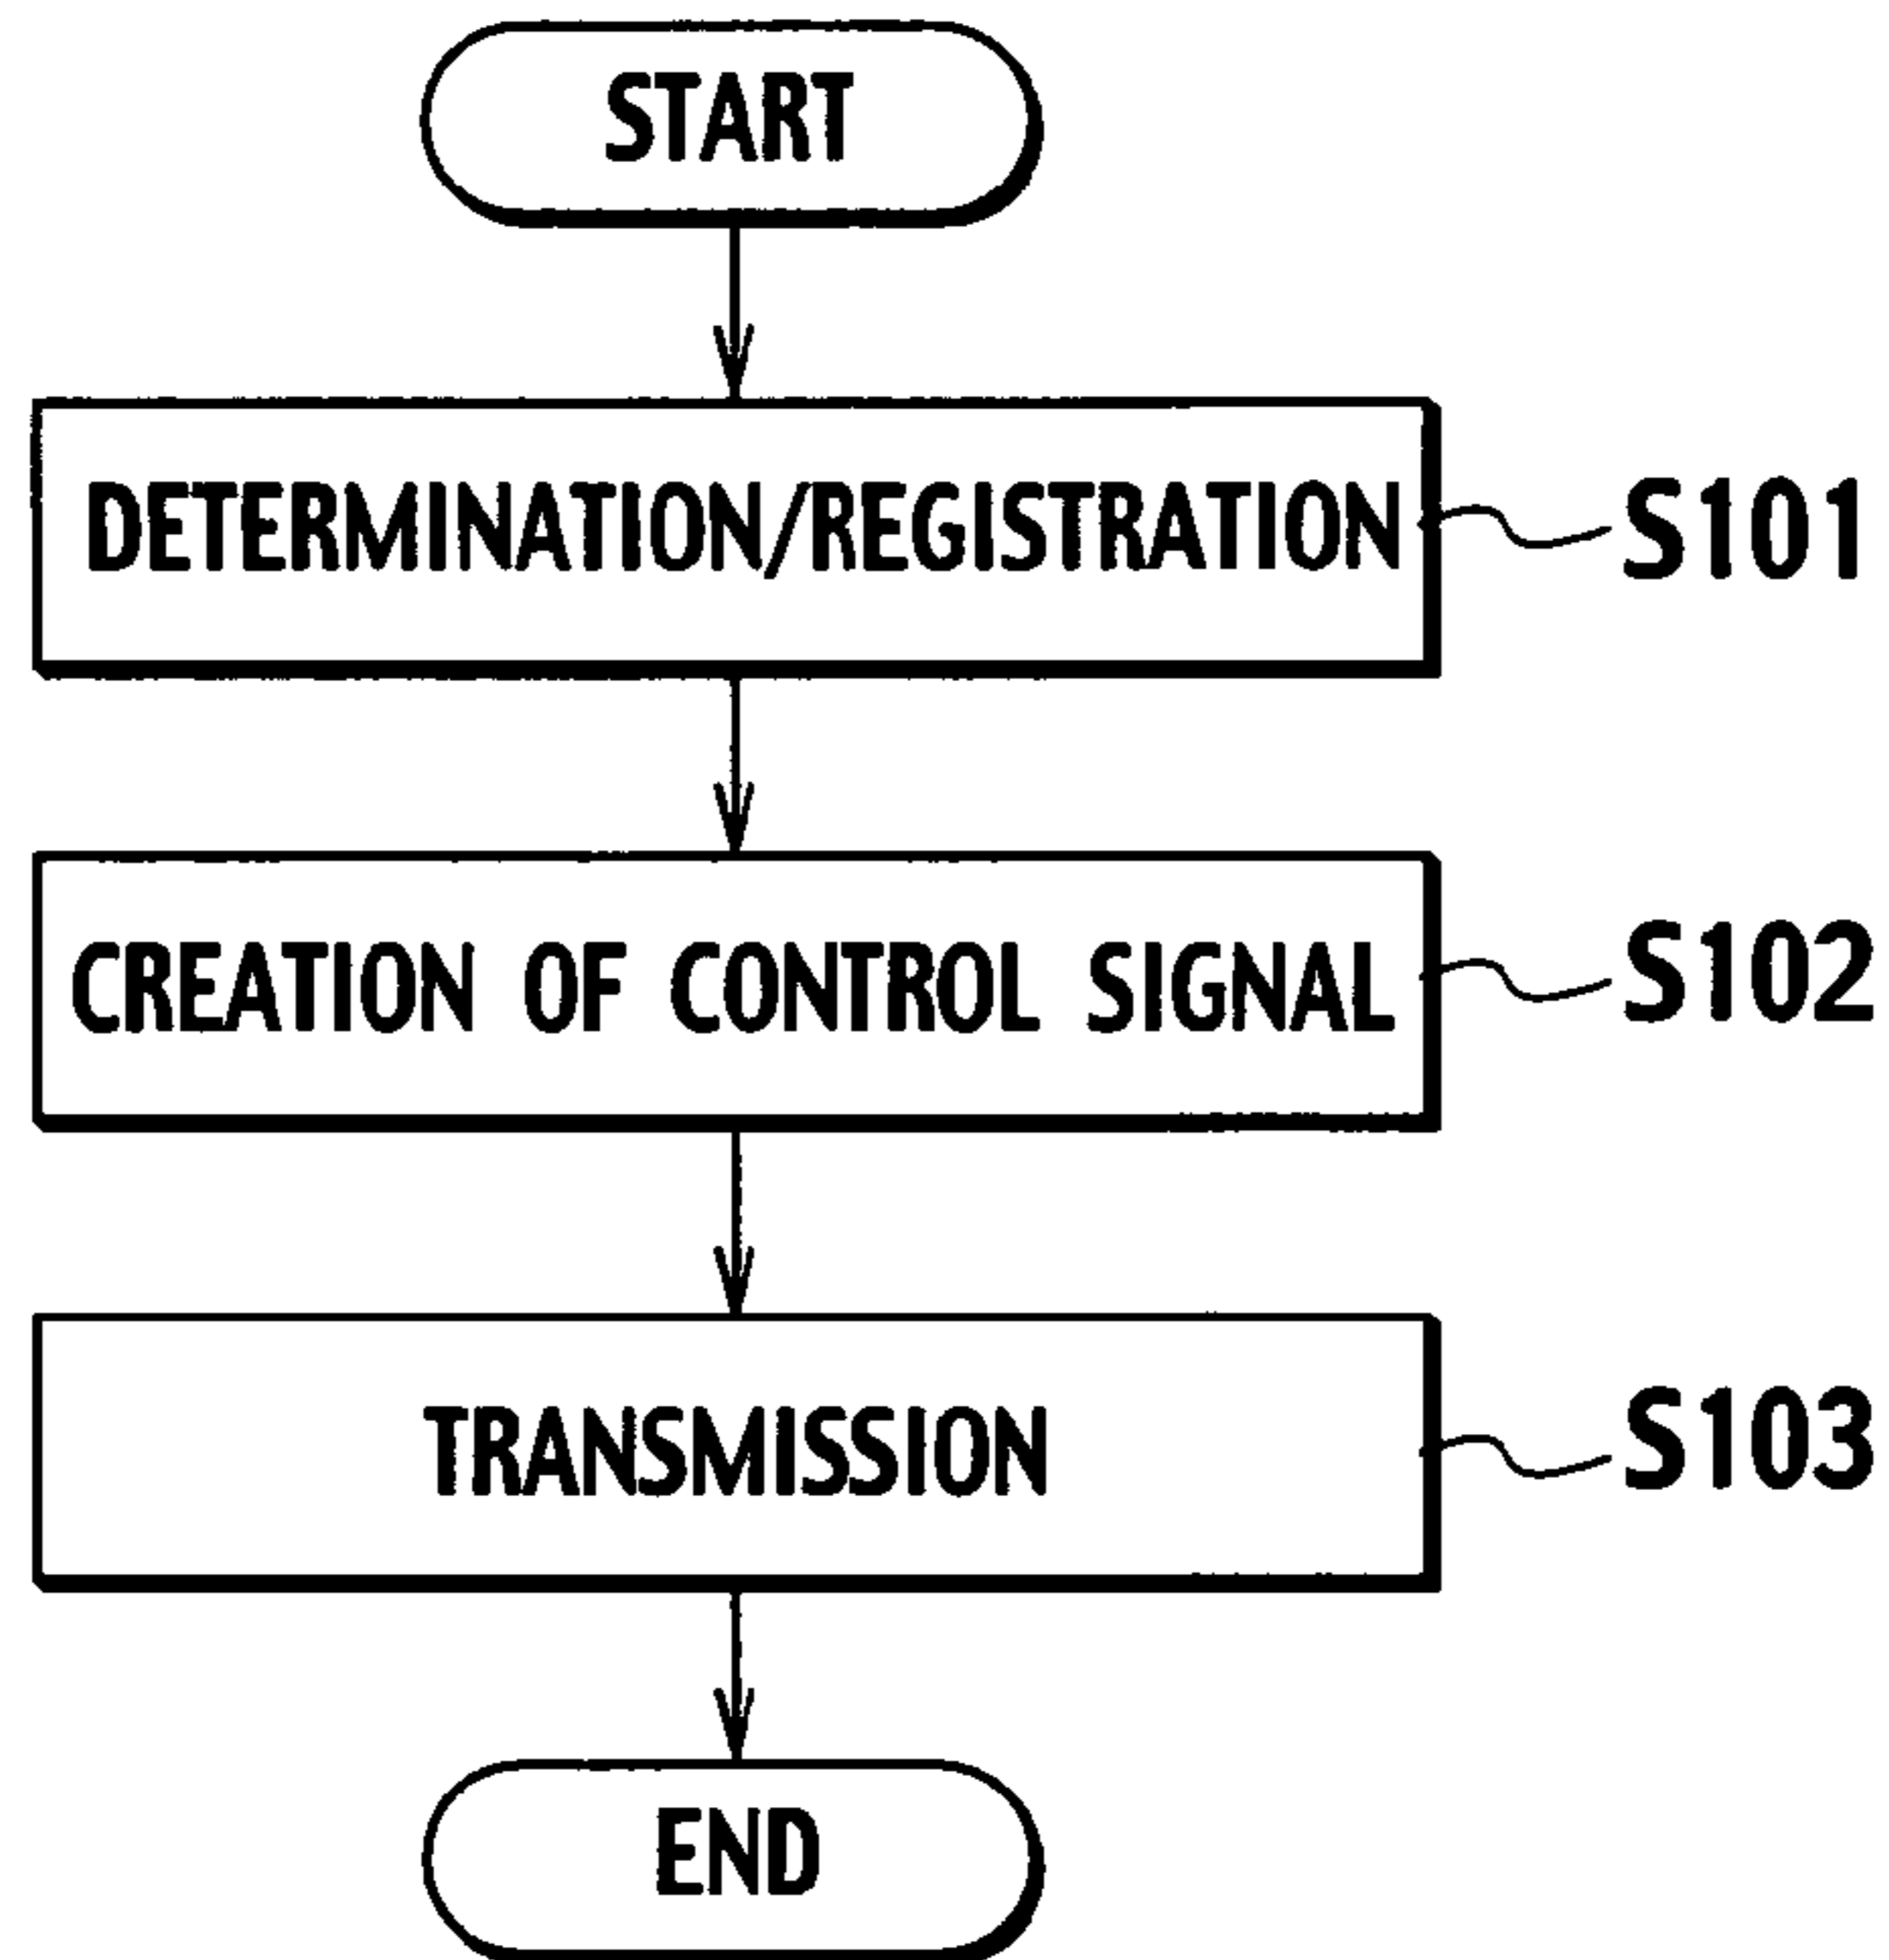 START
DETERMINATION/REGISTRATION
S101
CREATION OF CONTROL SIGNAL
S102
TRANSMISSION
S103
END